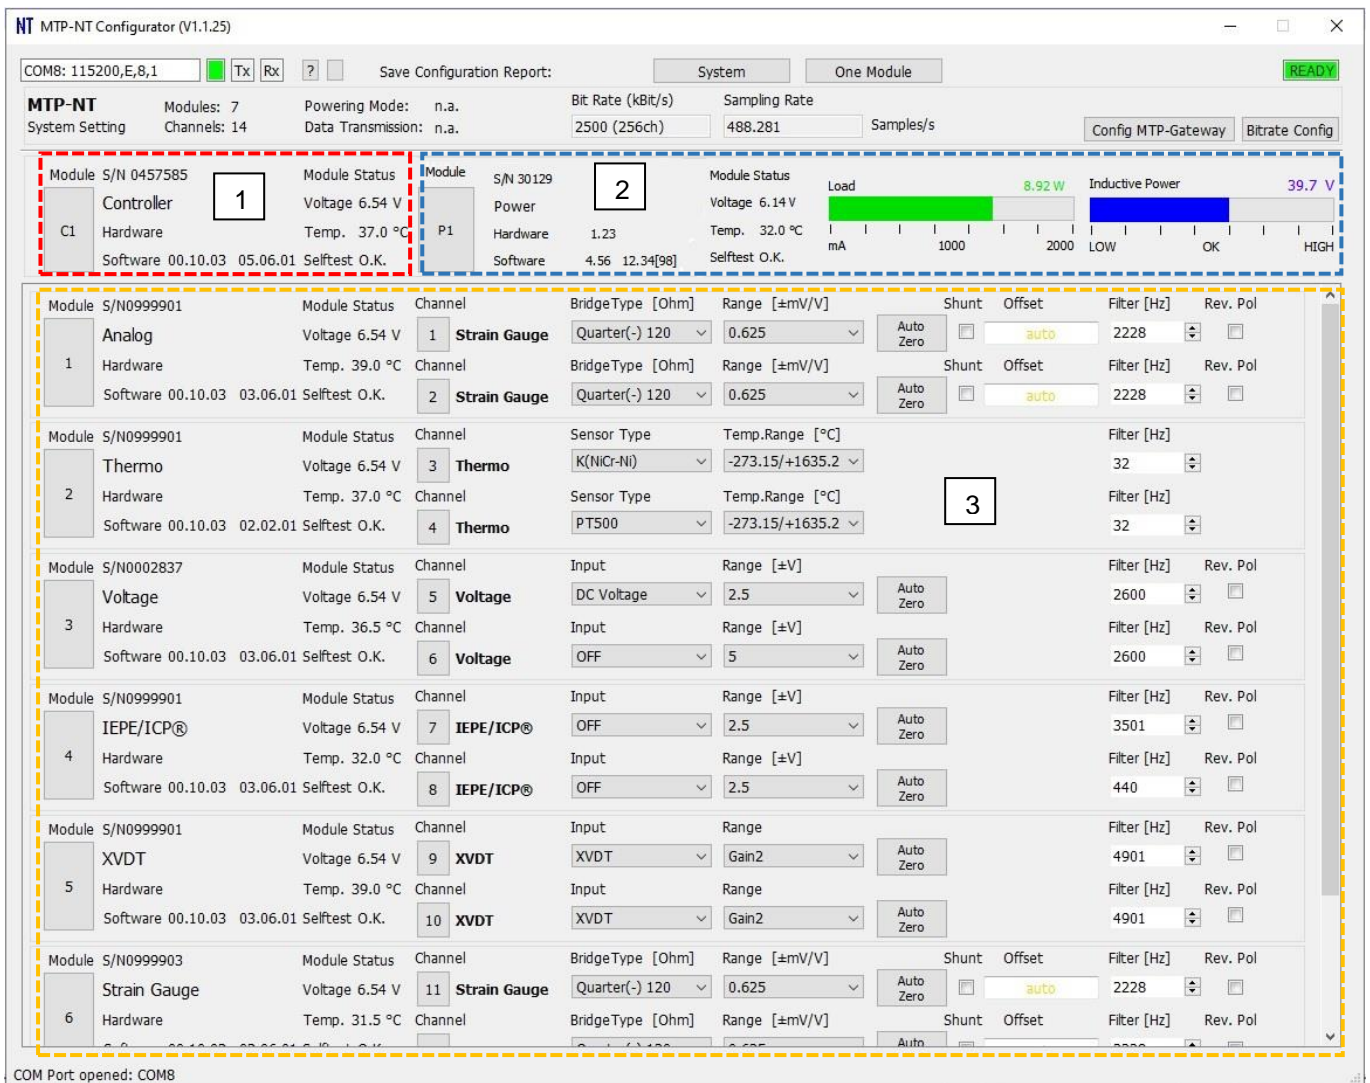 NT MTP-NT Configurator (V1.1.25)
COM8: 115200,E,8,1 Tx Rx ? Save Configuration Report: System One Module READY
MTP-NT Modules: 7 Powering Mode: n.a. Bit Rate (kBit/s) Sampling Rate
System Setting Channels: 14 Data Transmission: n.a. 2500 (256ch) 488.281 Samples/s Config MTP-Gateway Bitrate Config
Module S/N 0457585 Module Status
Controller 1 Voltage 6.54 V
C1 Hardware Temp. 37.0 °C
Software 00.10.03 05.06.01 Selftest O.K.
Module S/N 30129 2 Module Status Load 8.92 W Inductive Power 39.7 V
Power Voltage 6.14 V
P1 Hardware 1.23 Temp. 32.0 °C mA 1000 2000 LOW OK HIGH
Software 4.56 12.34[98] Selftest O.K.
Module S/N0999901 Module Status Channel BridgeType [Ohm] Range [±mV/V] Shunt Offset Filter [Hz] Rev. Pol
Analog Voltage 6.54 V 1 Strain Gauge Quarter(-) 120 0.625 Auto Zero auto 2228
1 Hardware Temp. 39.0 °C Channel BridgeType [Ohm] Range [±mV/V] Shunt Offset Filter [Hz] Rev. Pol
Software 00.10.03 03.06.01 Selftest O.K. 2 Strain Gauge Quarter(-) 120 0.625 Auto Zero auto 2228
Module S/N0999901 Module Status Channel Sensor Type Temp.Range [°C] Filter [Hz]
Thermo Voltage 6.54 V 3 Thermo K(NiCr-Ni) -273.15/+1635.2 32
2 Hardware Temp. 37.0 °C Channel Sensor Type Temp.Range [°C] 3 Filter [Hz]
Software 00.10.03 02.02.01 Selftest O.K. 4 Thermo PT500 -273.15/+1635.2 32
Module S/N0002837 Module Status Channel Input Range [±V] Filter [Hz] Rev. Pol
Voltage Voltage 6.54 V 5 Voltage DC Voltage 2.5 Auto Zero 2600
3 Hardware Temp. 36.5 °C Channel Input Range [±V] Filter [Hz] Rev. Pol
Software 00.10.03 03.06.01 Selftest O.K. 6 Voltage OFF 5 Auto Zero 2600
Module S/N0999901 Module Status Channel Input Range [±V] Filter [Hz] Rev. Pol
IEPE/ICP® Voltage 6.54 V 7 IEPE/ICP® OFF 2.5 Auto Zero 3501
4 Hardware Temp. 32.0 °C Channel Input Range [±V] Filter [Hz] Rev. Pol
Software 00.10.03 03.06.01 Selftest O.K. 8 IEPE/ICP® OFF 2.5 Auto Zero 440
Module S/N0999901 Module Status Channel Input Range Filter [Hz] Rev. Pol
XVDT Voltage 6.54 V 9 XVDT XVDT Gain2 Auto Zero 4901
5 Hardware Temp. 39.0 °C Channel Input Range Filter [Hz] Rev. Pol
Software 00.10.03 03.06.01 Selftest O.K. 10 XVDT XVDT Gain2 Auto Zero 4901
Module S/N0999903 Module Status Channel BridgeType [Ohm] Range [±mV/V] Shunt Offset Filter [Hz] Rev. Pol
Strain Gauge Voltage 6.54 V 11 Strain Gauge Quarter(-) 120 0.625 Auto Zero auto 2228
6 Hardware Temp. 31.5 °C Channel BridgeType [Ohm] Range [±mV/V] Shunt Offset Filter [Hz] Rev. Pol
Auto
COM Port opened: COM8